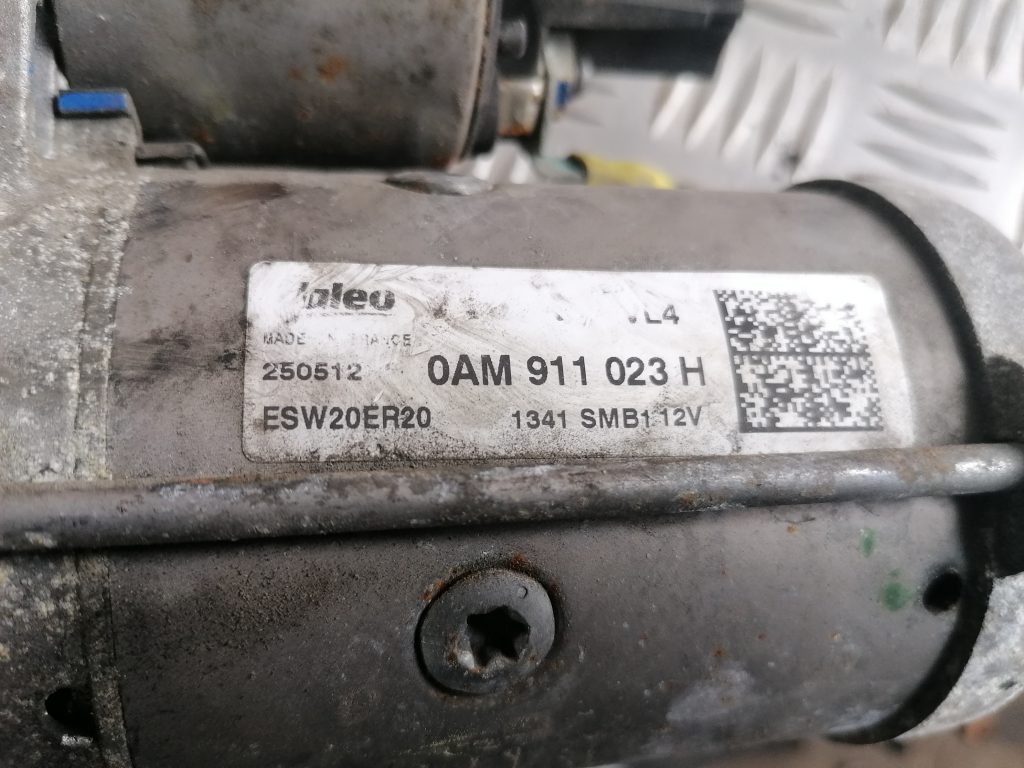 Valeo
VL4
MADE IN FRANCE
250512 0AM 911 023 H
ESW20ER20 1341 SMB1 12V